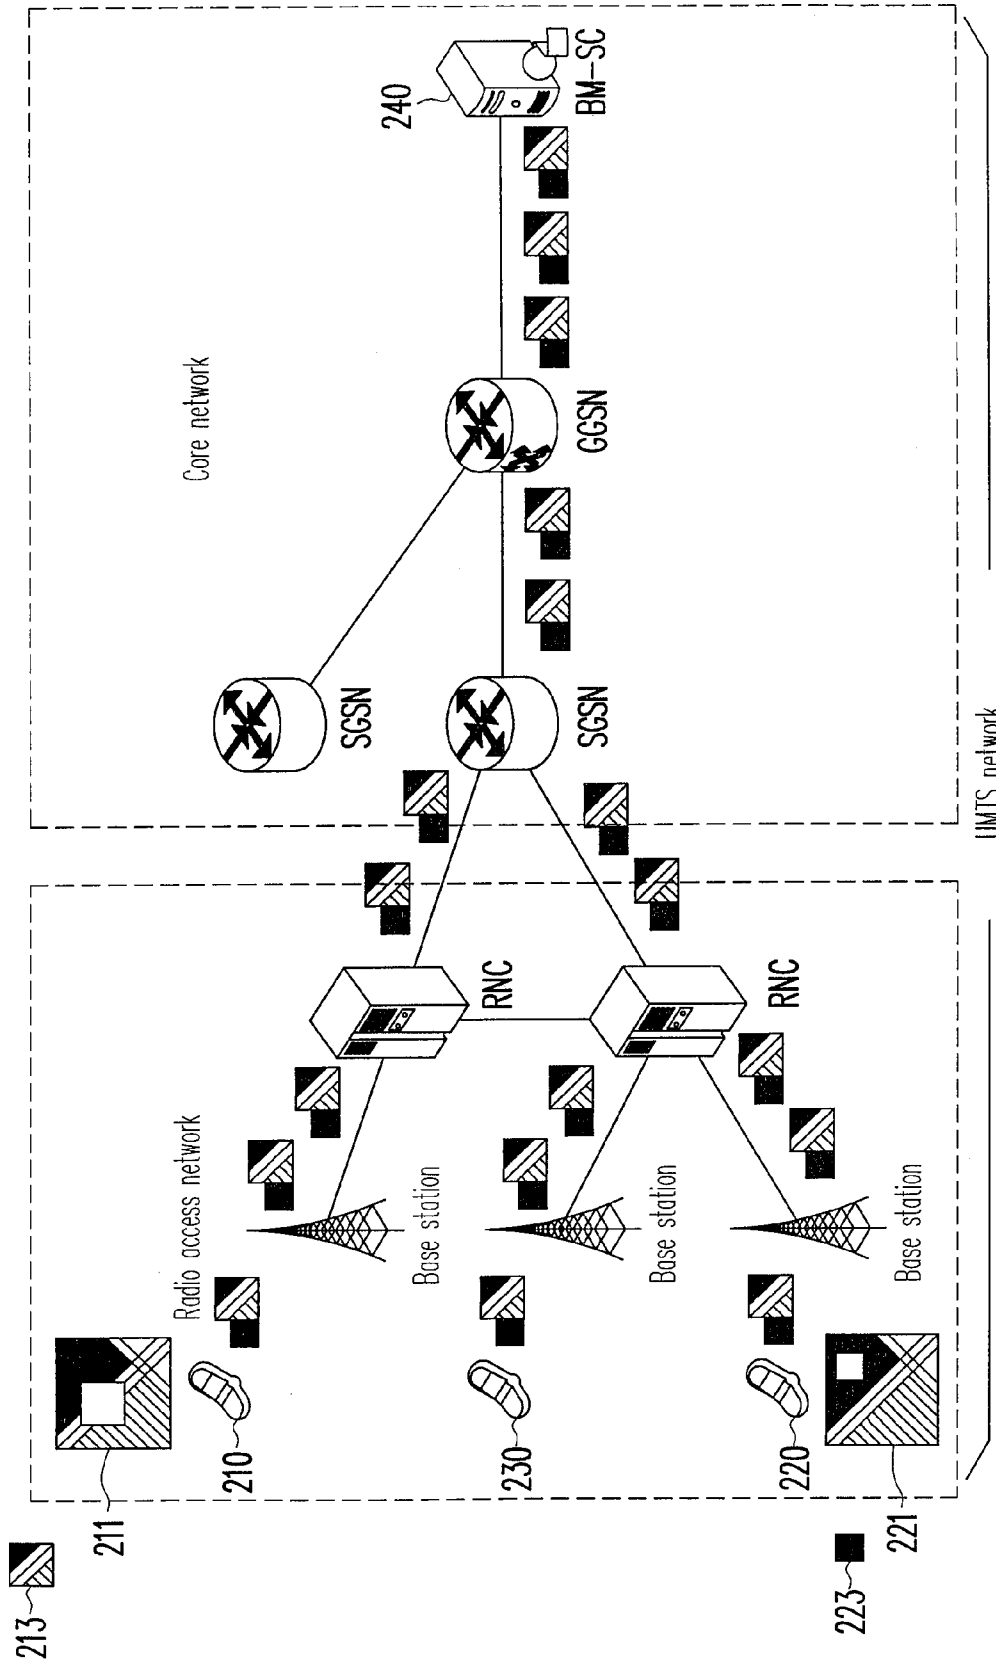 240
BM-SC
Core network
GGSN
SGSN
SGSN
UMTS network
RNC
RNC
Radio access network
Base station
Base station
Base station
210
230
220
211
221
213
223